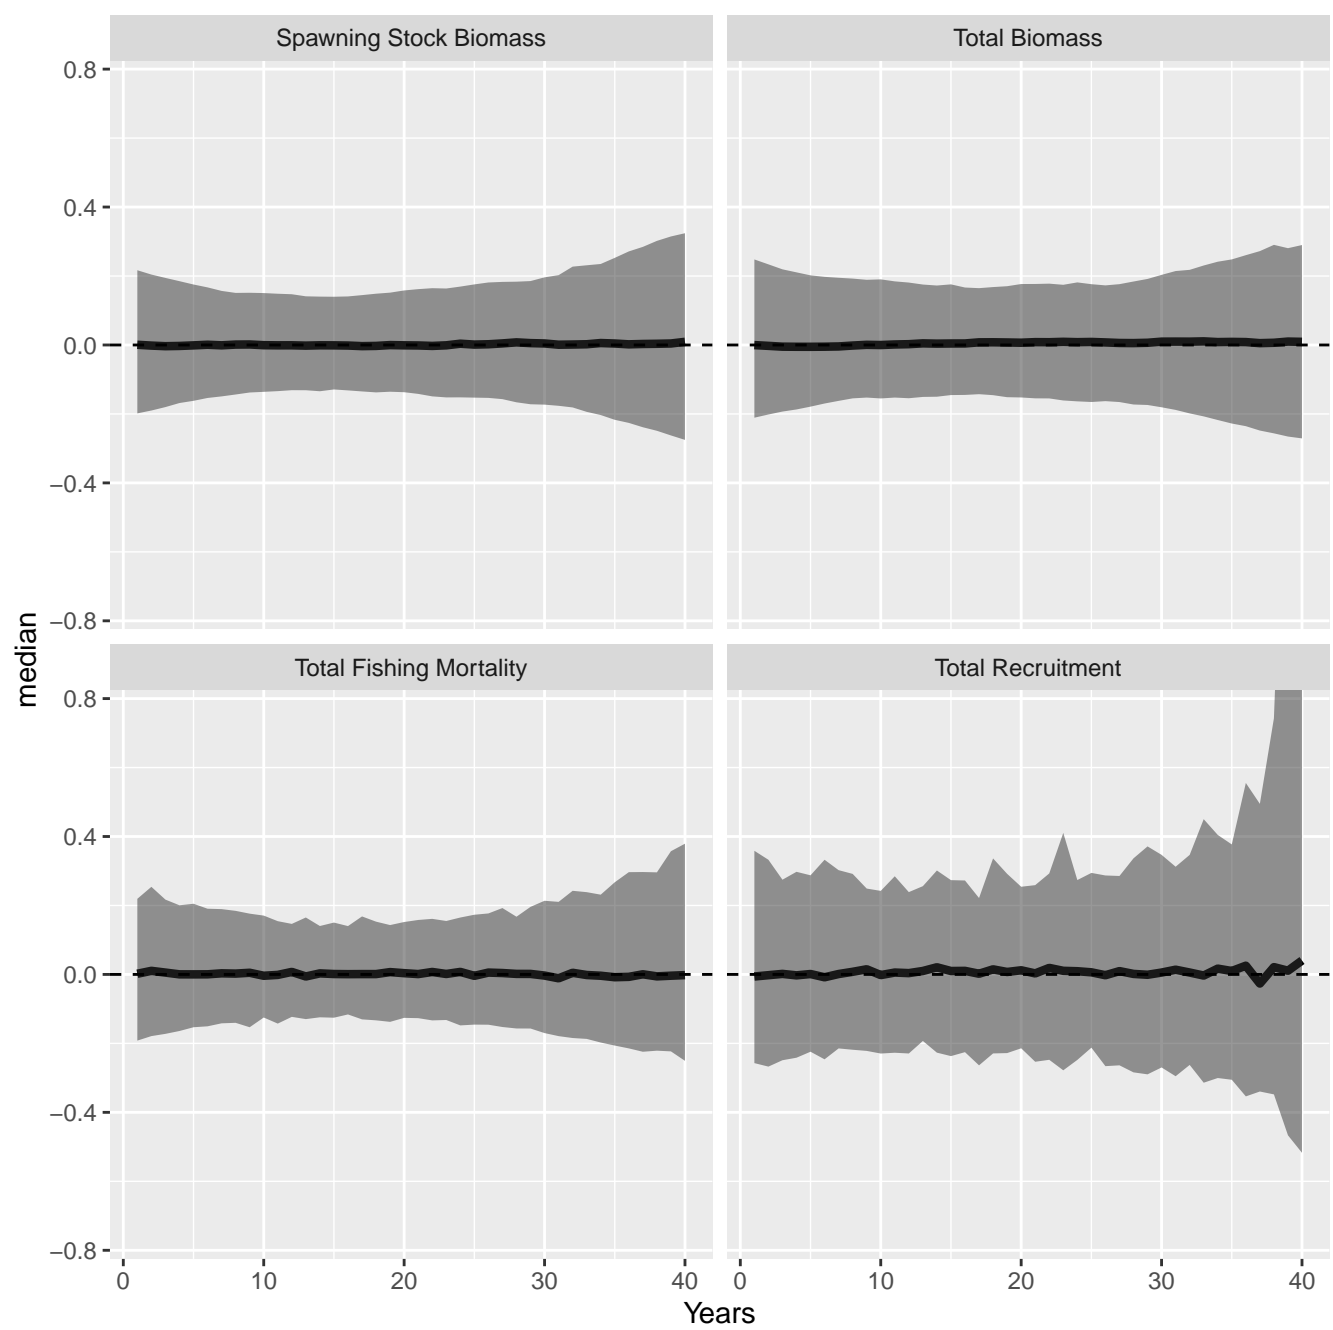 Spawning Stock Biomass
Total Biomass
0.8
0.4
0.0
−0.4
−0.8
median
Total Fishing Mortality
Total Recruitment
0.8
0.4
0.0
−0.4
−0.8
0 10 20 30 40
0 10 20 30 40
Years